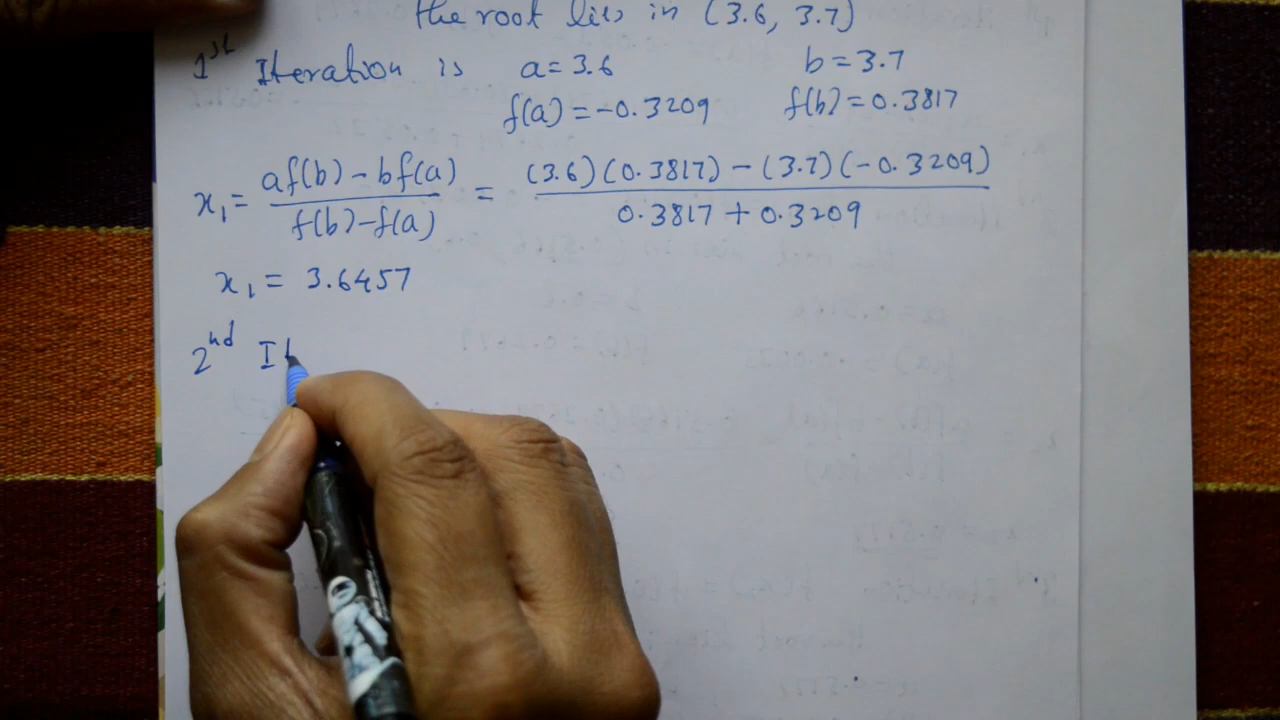 the root lies in (3.6, 3.7)
1st Iteration is a = 3.6 b = 3.7
f(a) = -0.3209 f(b) = 0.3817
x₁ = (af(b) - bf(a)) / (f(b) - f(a)) = ((3.6)(0.3817) - (3.7)(-0.3209)) / (0.3817 + 0.3209)
x₁ = 3.6457
2nd It